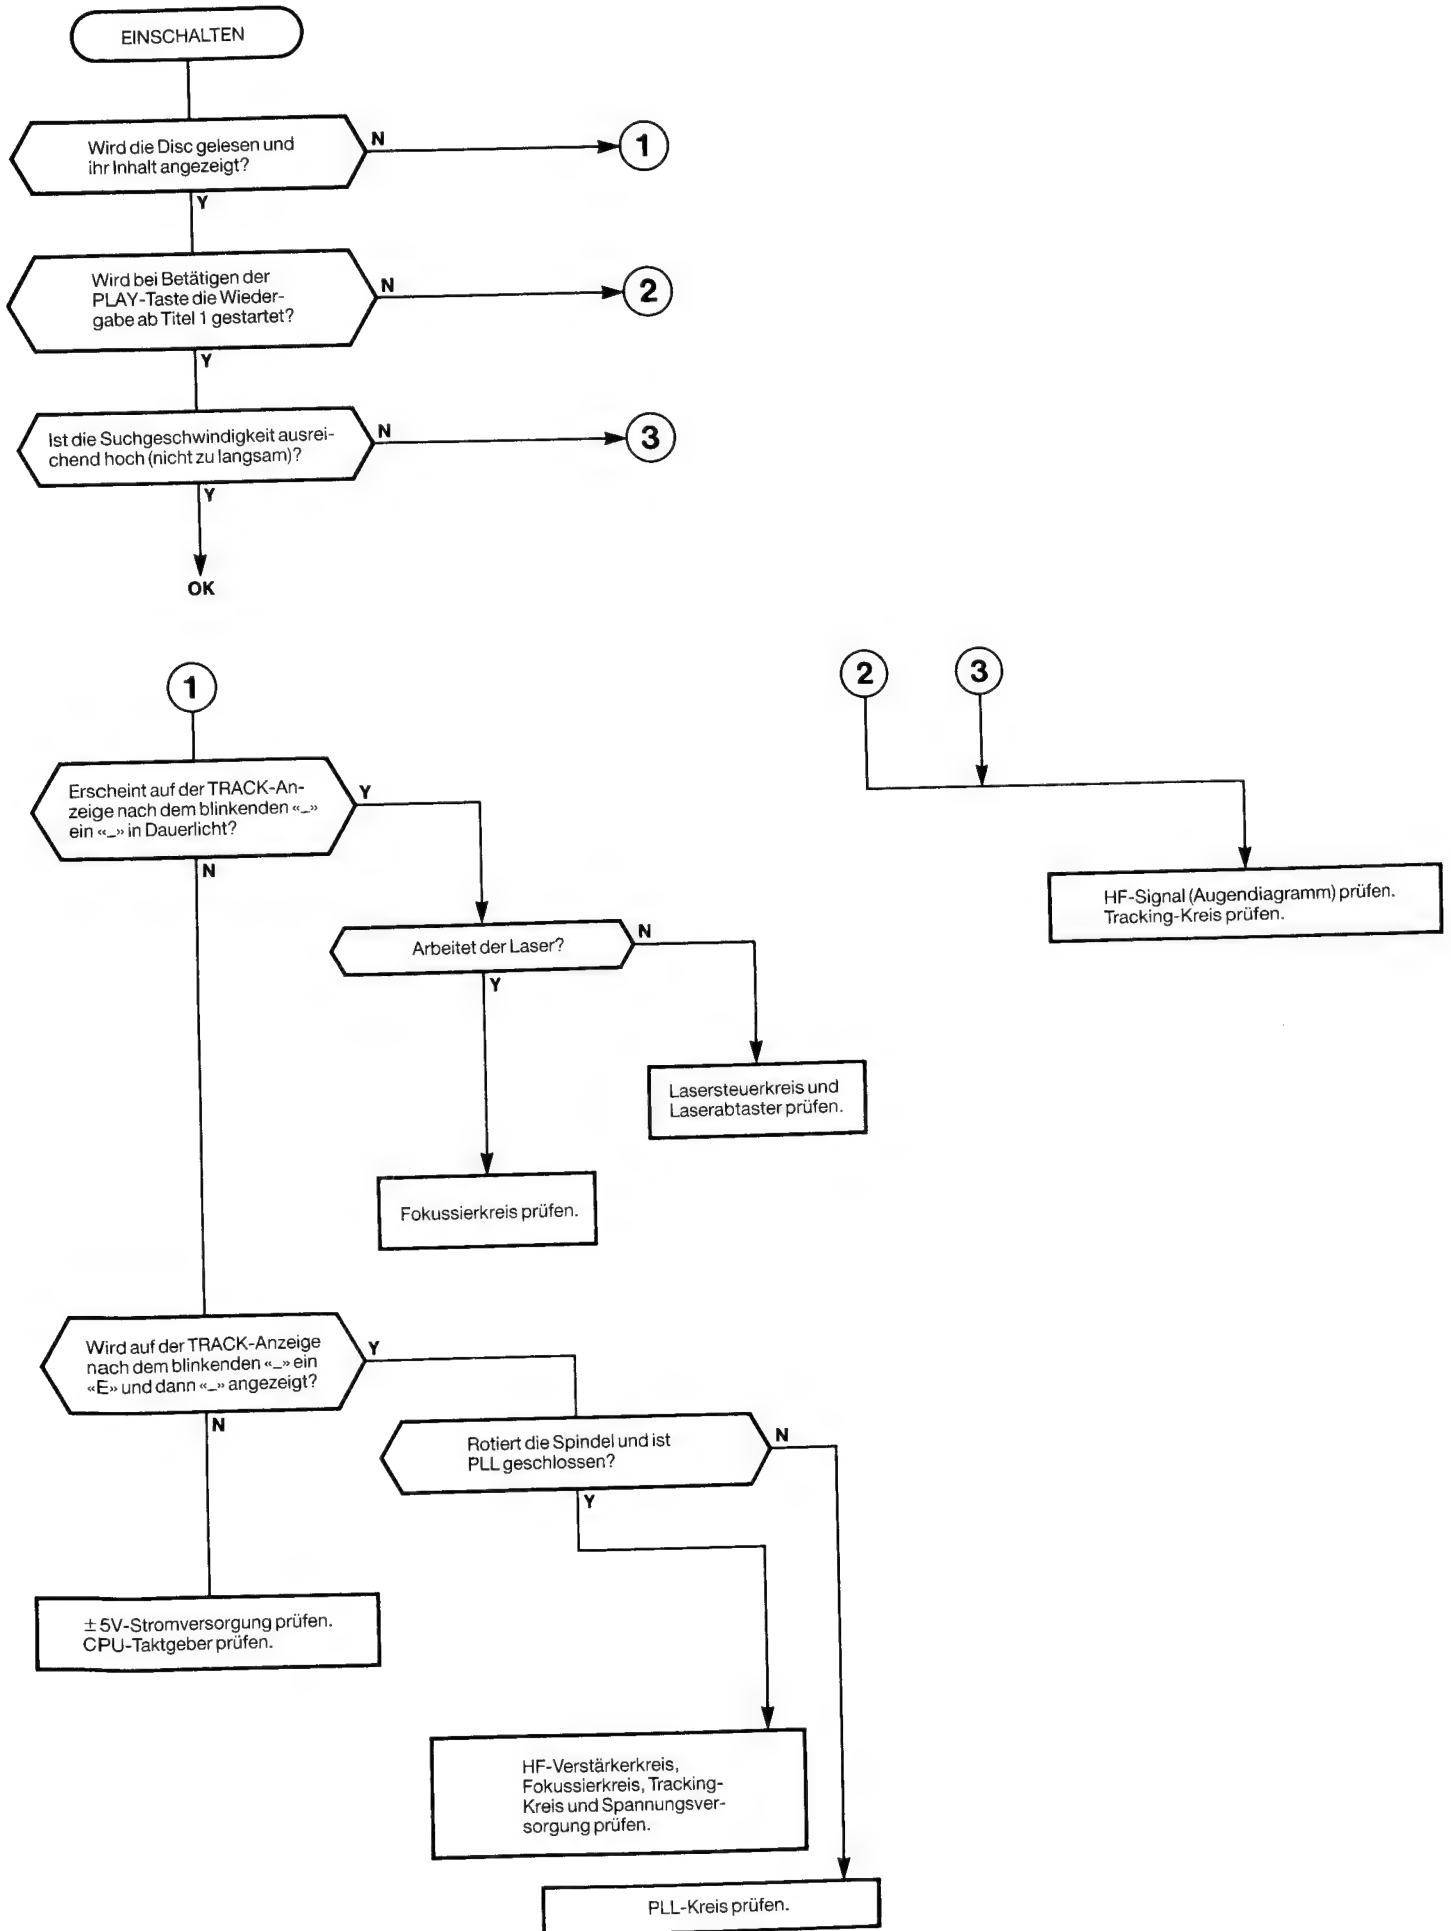 EINSCHALTEN
Wird die Disc gelesen und
ihr Inhalt angezeigt?
N
1
Y
Wird bei Betätigen der
PLAY-Taste die Wieder-
gabe ab Titel 1 gestartet?
N
2
Y
Ist die Suchgeschwindigkeit ausrei-
chend hoch (nicht zu langsam)?
N
3
Y
OK
1
Erscheint auf der TRACK-An-
zeige nach dem blinkenden «_»
ein «_» in Dauerlicht?
Y
N
Arbeitet der Laser?
N
Y
Lasersteuerkreis und
Laserabtaster prüfen.
Fokussierkreis prüfen.
2
3
HF-Signal (Augendiagramm) prüfen.
Tracking-Kreis prüfen.
Wird auf der TRACK-Anzeige
nach dem blinkenden «_» ein
«E» und dann «_» angezeigt?
Y
N
Rotiert die Spindel und ist
PLL geschlossen?
N
Y
± 5V-Stromversorgung prüfen.
CPU-Taktgeber prüfen.
HF-Verstärkerkreis,
Fokussierkreis, Tracking-
Kreis und Spannungsver-
sorgung prüfen.
PLL-Kreis prüfen.